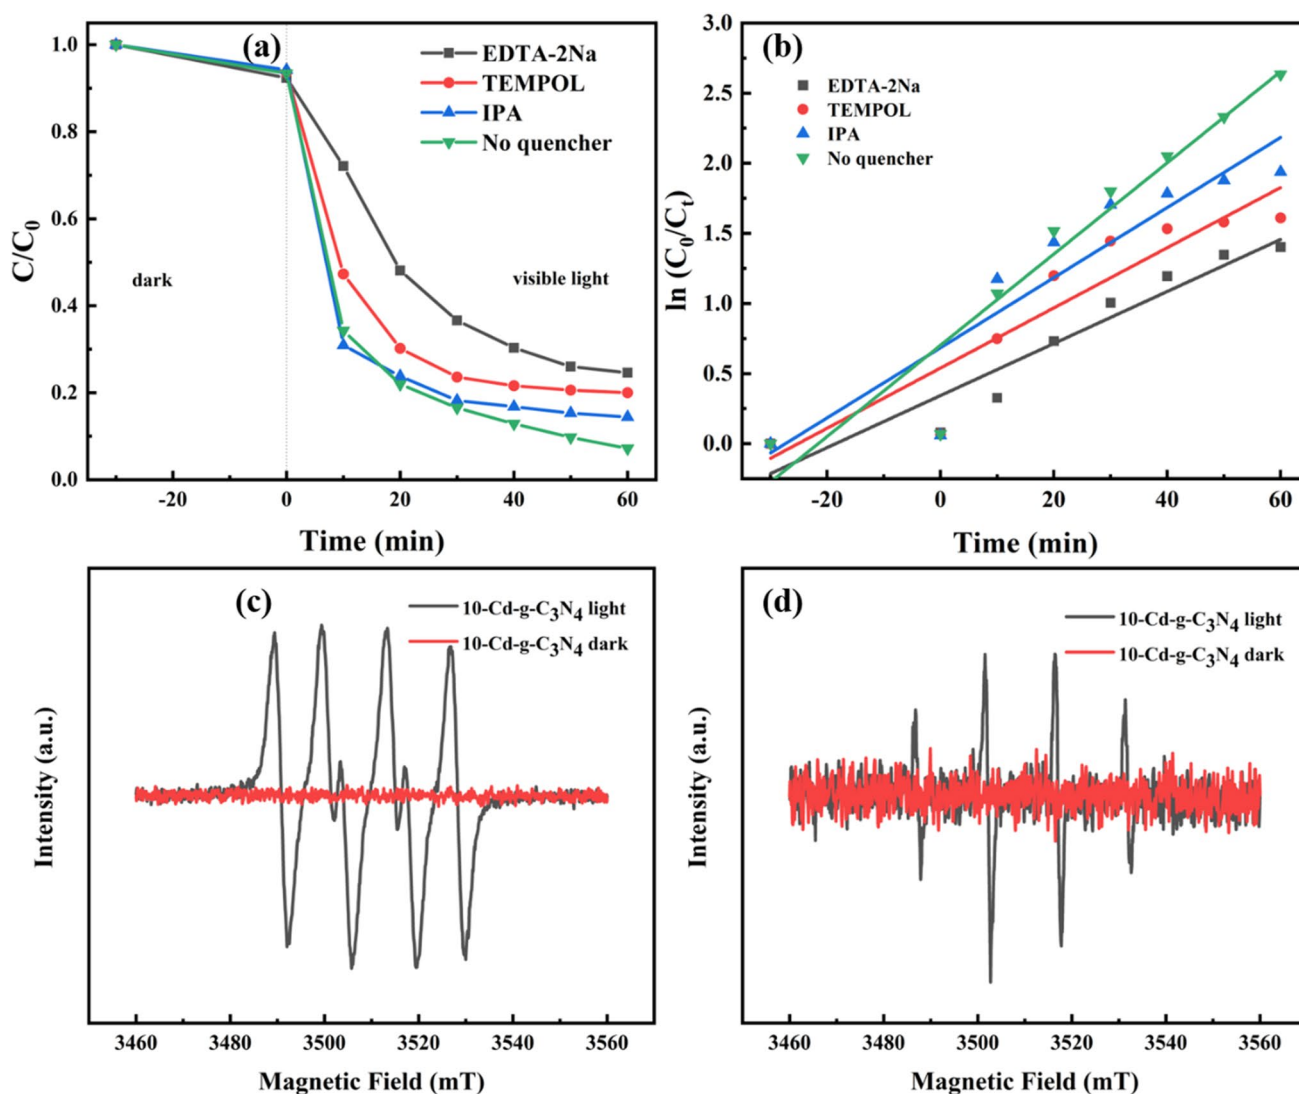 (a)
EDTA-2Na
TEMPOL
IPA
No quencher
dark
visible light
1.0
0.8
0.6
0.4
0.2
0.0
C/C0
-20
0
20
40
60
Time (min)
(b)
EDTA-2Na
TEMPOL
IPA
No quencher
3.0
2.5
2.0
1.5
1.0
0.5
0.0
ln (C0/Ct)
-20
0
20
40
60
Time (min)
(c)
10-Cd-g-C3N4 light
10-Cd-g-C3N4 dark
Intensity (a.u.)
3460
3480
3500
3520
3540
3560
Magnetic Field (mT)
(d)
10-Cd-g-C3N4 light
10-Cd-g-C3N4 dark
Intensity (a.u.)
3460
3480
3500
3520
3540
3560
Magnetic Field (mT)